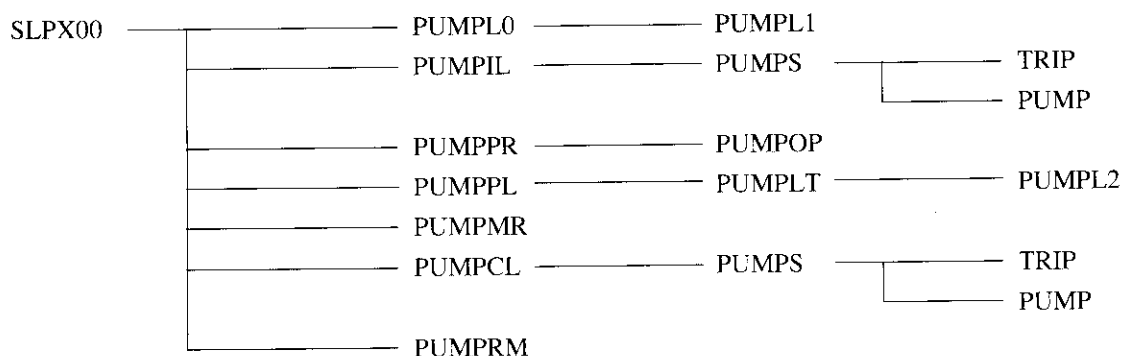 SLPX00 PUMPL0 PUMPL1
PUMPIL PUMPS TRIP
PUMP
PUMPPR PUMPOP
PUMPPL PUMPLT PUMPL2
PUMPMR
PUMPCL PUMPS TRIP
PUMP
PUMPRM